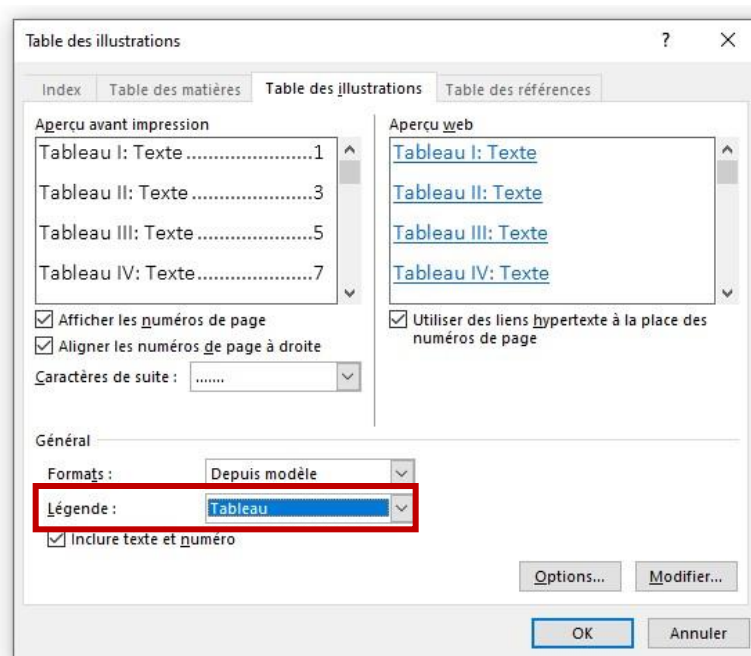 Table des illustrations
?
Index
Table des matières
Table des illustrations
Table des références
Aperçu avant impression
Tableau I: Texte.......................1
Tableau II: Texte ......................3
Tableau III: Texte .....................5
Tableau IV: Texte.....................7
Aperçu web
Tableau I: Texte
Tableau II: Texte
Tableau III: Texte
Tableau IV: Texte
Afficher les numéros de page
Aligner les numéros de page à droite
Caractères de suite : .......
Utiliser des liens hypertexte à la place des
numéros de page
Général
Formats : Depuis modèle
Légende : Tableau
Inclure texte et numéro
Options... Modifier...
OK Annuler